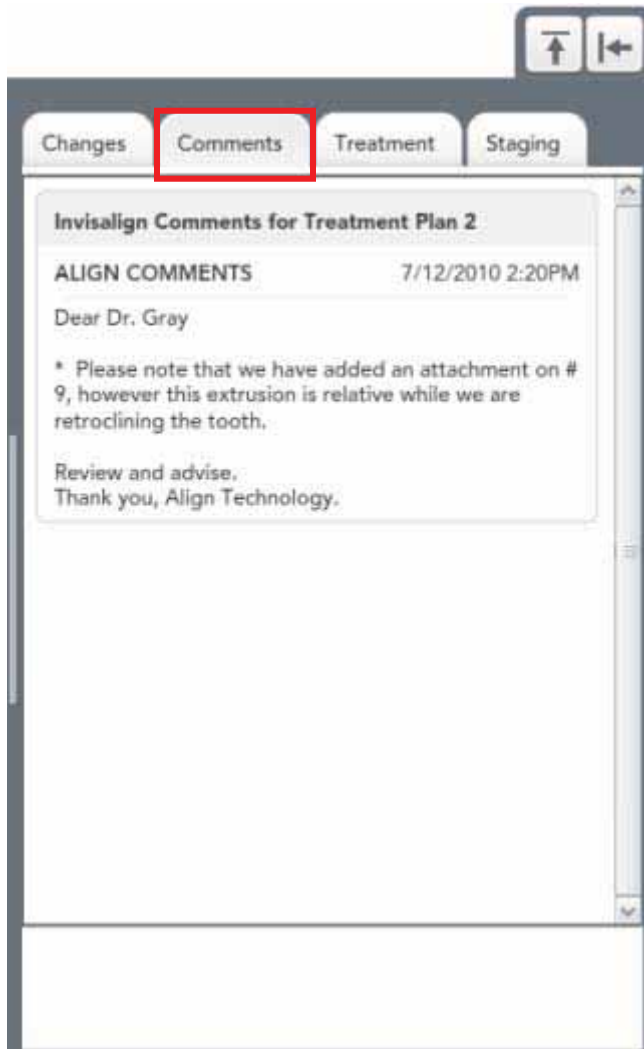 Changes Comments Treatment Staging
Invisalign Comments for Treatment Plan 2
ALIGN COMMENTS 7/12/2010 2:20PM
Dear Dr. Gray
* Please note that we have added an attachment on #
9, however this extrusion is relative while we are
retroclining the tooth.
Review and advise.
Thank you, Align Technology.